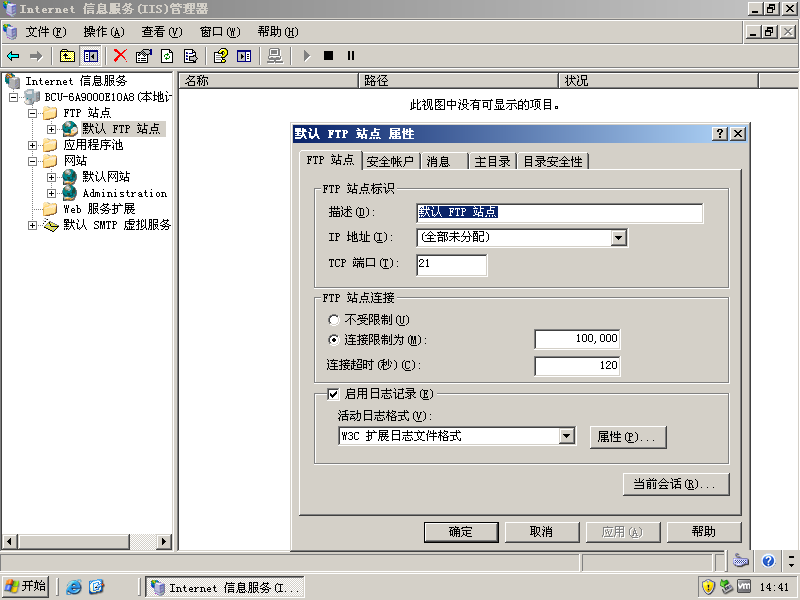 Internet 信息服务(IIS)管理器
文件(F) 操作(A) 查看(V) 窗口(W) 帮助(H)
Internet 信息服务
BCU-6A9000E10A8(本地计
FTP 站点
默认 FTP 站点
应用程序池
网站
默认网站
Administration
Web 服务扩展
默认 SMTP 虚拟服务
名称 路径 状况
此视图中没有可显示的项目。
默认 FTP 站点 属性
FTP 站点 安全帐户 消息 主目录 目录安全性
FTP 站点标识
描述(D): 默认 FTP 站点
IP 地址(I): (全部未分配)
TCP 端口(T): 21
FTP 站点连接
不受限制(U)
连接限制为(M): 100,000
连接超时(秒)(C): 120
启用日志记录(E)
活动日志格式(V):
W3C 扩展日志文件格式 属性(P)...
当前会话(R)...
确定 取消 应用(A) 帮助
开始 Internet 信息服务(I... 14:41